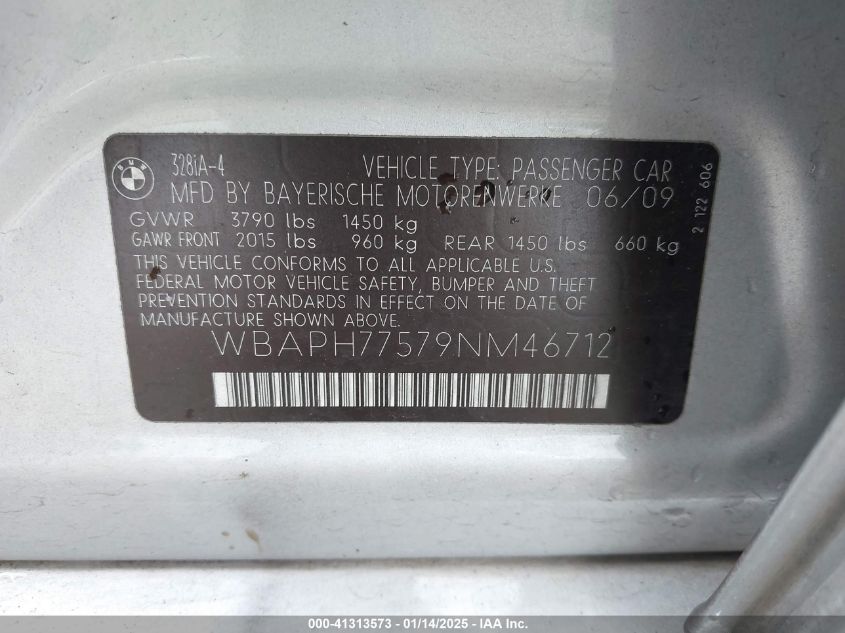 BMW
328iA-4 VEHICLE TYPE: PASSENGER CAR
MFD BY BAYERISCHE MOTORENWERKE 06/09
GVWR 3790 lbs 1450 kg
GAWR FRONT 2015 lbs 960 kg REAR 1450 lbs 660 kg
THIS VEHICLE CONFORMS TO ALL APPLICABLE U.S.
FEDERAL MOTOR VEHICLE SAFETY, BUMPER AND THEFT
PREVENTION STANDARDS IN EFFECT ON THE DATE OF
MANUFACTURE SHOWN ABOVE.
WBAPH77579NM46712
2 122 606
000-41313573 - 01/14/2025 - IAA Inc.